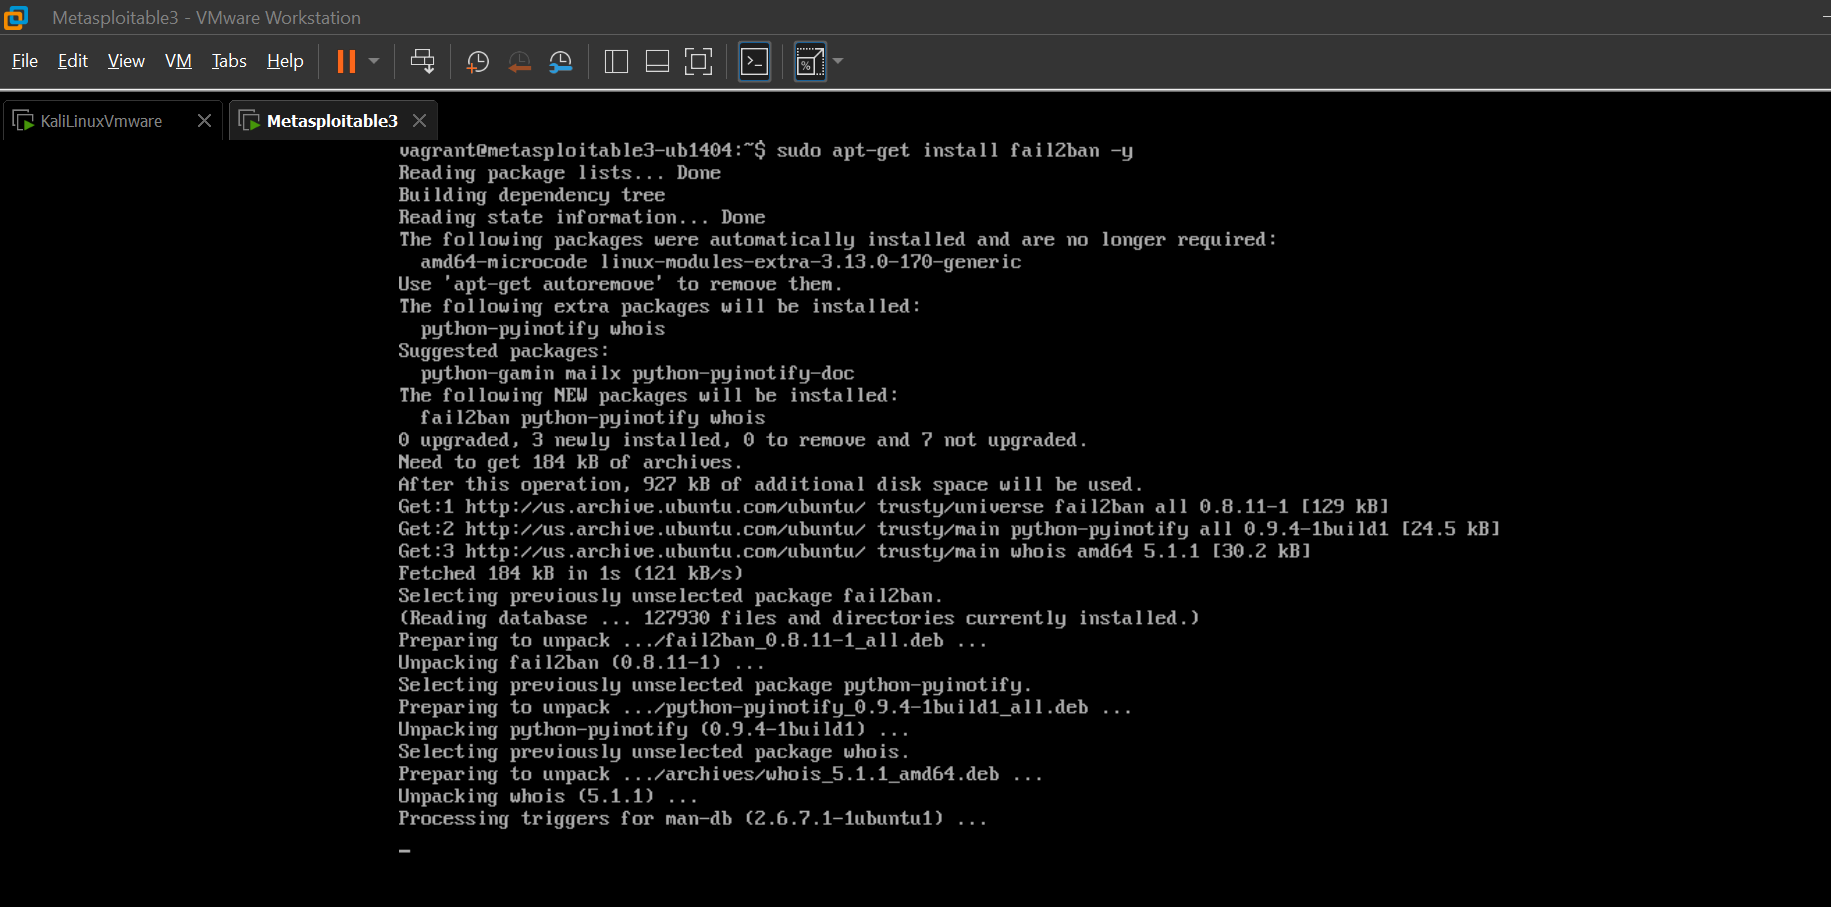 Metasploitable3 - VMware Workstation
File Edit View VM Tabs Help
KaliLinuxVmware Metasploitable3
vagrant@metasploitable3-ub1404:~$ sudo apt-get install fail2ban -y
Reading package lists... Done
Building dependency tree
Reading state information... Done
The following packages were automatically installed and are no longer required:
  amd64-microcode linux-modules-extra-3.13.0-170-generic
Use 'apt-get autoremove' to remove them.
The following extra packages will be installed:
  python-pyinotify whois
Suggested packages:
  python-gamin mailx python-pyinotify-doc
The following NEW packages will be installed:
  fail2ban python-pyinotify whois
0 upgraded, 3 newly installed, 0 to remove and 7 not upgraded.
Need to get 184 kB of archives.
After this operation, 927 kB of additional disk space will be used.
Get:1 http://us.archive.ubuntu.com/ubuntu/ trusty/universe fail2ban all 0.8.11-1 [129 kB]
Get:2 http://us.archive.ubuntu.com/ubuntu/ trusty/main python-pyinotify all 0.9.4-1build1 [24.5 kB]
Get:3 http://us.archive.ubuntu.com/ubuntu/ trusty/main whois amd64 5.1.1 [30.2 kB]
Fetched 184 kB in 1s (121 kB/s)
Selecting previously unselected package fail2ban.
(Reading database ... 127930 files and directories currently installed.)
Preparing to unpack .../fail2ban_0.8.11-1_all.deb ...
Unpacking fail2ban (0.8.11-1) ...
Selecting previously unselected package python-pyinotify.
Preparing to unpack .../python-pyinotify_0.9.4-1build1_all.deb ...
Unpacking python-pyinotify (0.9.4-1build1) ...
Selecting previously unselected package whois.
Preparing to unpack .../archives/whois_5.1.1_amd64.deb ...
Unpacking whois (5.1.1) ...
Processing triggers for man-db (2.6.7.1-1ubuntu1) ...